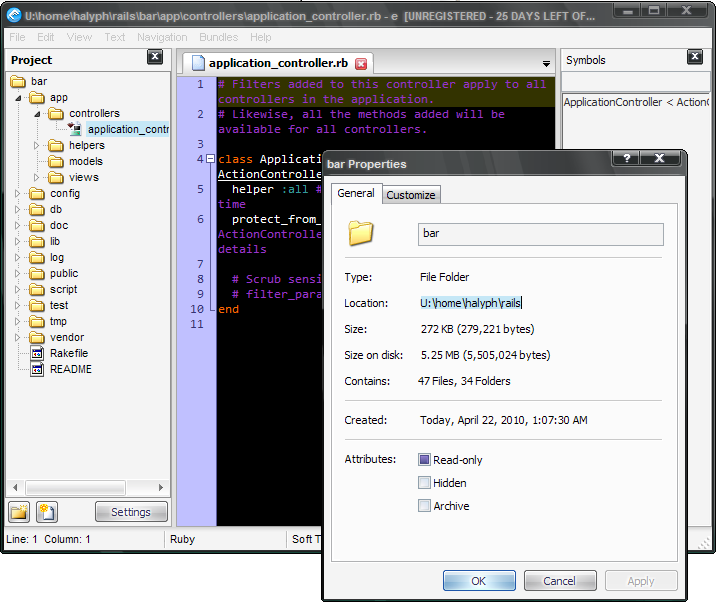 U:\home\halyph\rails\bar\app\controllers\application_controller.rb - e [UNREGISTERED - 25 DAYS LEFT OF...
File Edit View Text Navigation Bundles Help
Project
bar
app
controllers
application_contr
helpers
models
views
config
db
doc
lib
log
public
script
test
tmp
vendor
Rakefile
README
Settings
application_controller.rb
1 # Filters added to this controller apply to all
controllers in the application.
2 # Likewise, all the methods added will be
available for all controllers.
3
4 class Applicati
ActionControlle
5 helper :all #
time
6 protect_from_
ActionControlle
details
7
8 # Scrub sensi
9 # filter_para
10 end
11
Symbols
ApplicationController < Action
bar Properties
General Customize
bar
Type: File Folder
Location: U:\home\halyph\rails
Size: 272 KB (279,221 bytes)
Size on disk: 5.25 MB (5,505,024 bytes)
Contains: 47 Files, 34 Folders
Created: Today, April 22, 2010, 1:07:30 AM
Attributes: Read-only
Hidden
Archive
OK Cancel Apply
Line: 1 Column: 1 Ruby Soft T